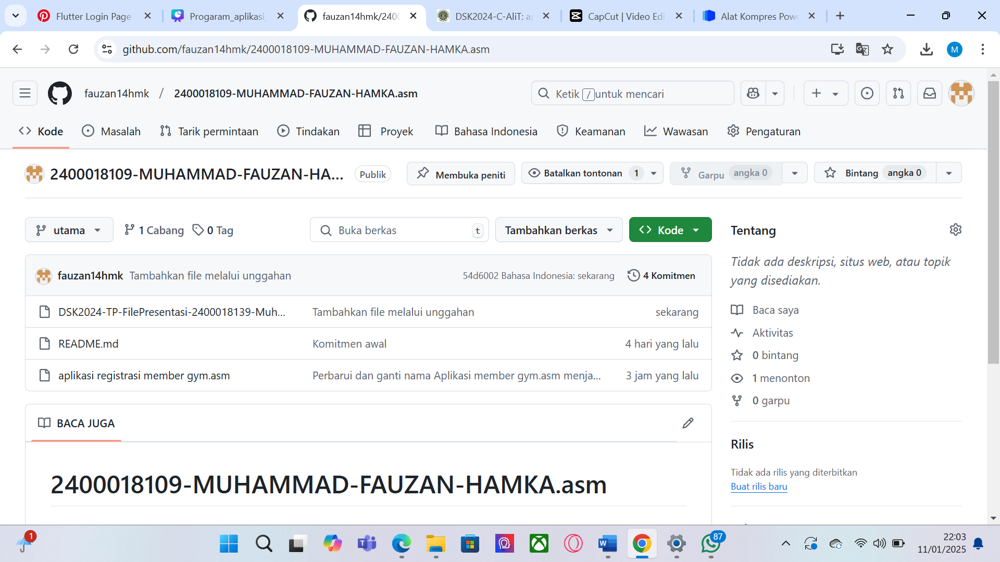 Flutter Login Page
Progaram_aplikasi_
fauzan14hmk/2400
DSK2024-C-AliT: a
CapCut | Video Edi
Alat Kompres Powe
github.com/fauzan14hmk/2400018109-MUHAMMAD-FAUZAN-HAMKA.asm
M
fauzan14hmk / 2400018109-MUHAMMAD-FAUZAN-HAMKA.asm
Ketik / untuk mencari
Kode
Masalah
Tarik permintaan
Tindakan
Proyek
Bahasa Indonesia
Keamanan
Wawasan
Pengaturan
2400018109-MUHAMMAD-FAUZAN-HA...
Publik
Membuka peniti
Batalkan tontonan 1
Garpu angka 0
Bintang angka 0
utama
1 Cabang
0 Tag
Buka berkas t
Tambahkan berkas
Kode
fauzan14hmk Tambahkan file melalui unggahan 54d6002 Bahasa Indonesia: sekarang 4 Komitmen
DSK2024-TP-FilePresentasi-2400018139-Muh... Tambahkan file melalui unggahan sekarang
README.md Komitmen awal 4 hari yang lalu
aplikasi registrasi member gym.asm Perbarui dan ganti nama Aplikasi member gym.asm menja... 3 jam yang lalu
BACA JUGA
2400018109-MUHAMMAD-FAUZAN-HAMKA.asm
Tentang
Tidak ada deskripsi, situs web, atau topik
yang disediakan.
Baca saya
Aktivitas
0 bintang
1 menonton
0 garpu
Rilis
Tidak ada rilis yang diterbitkan
Buat rilis baru
1
87
22:03
11/01/2025